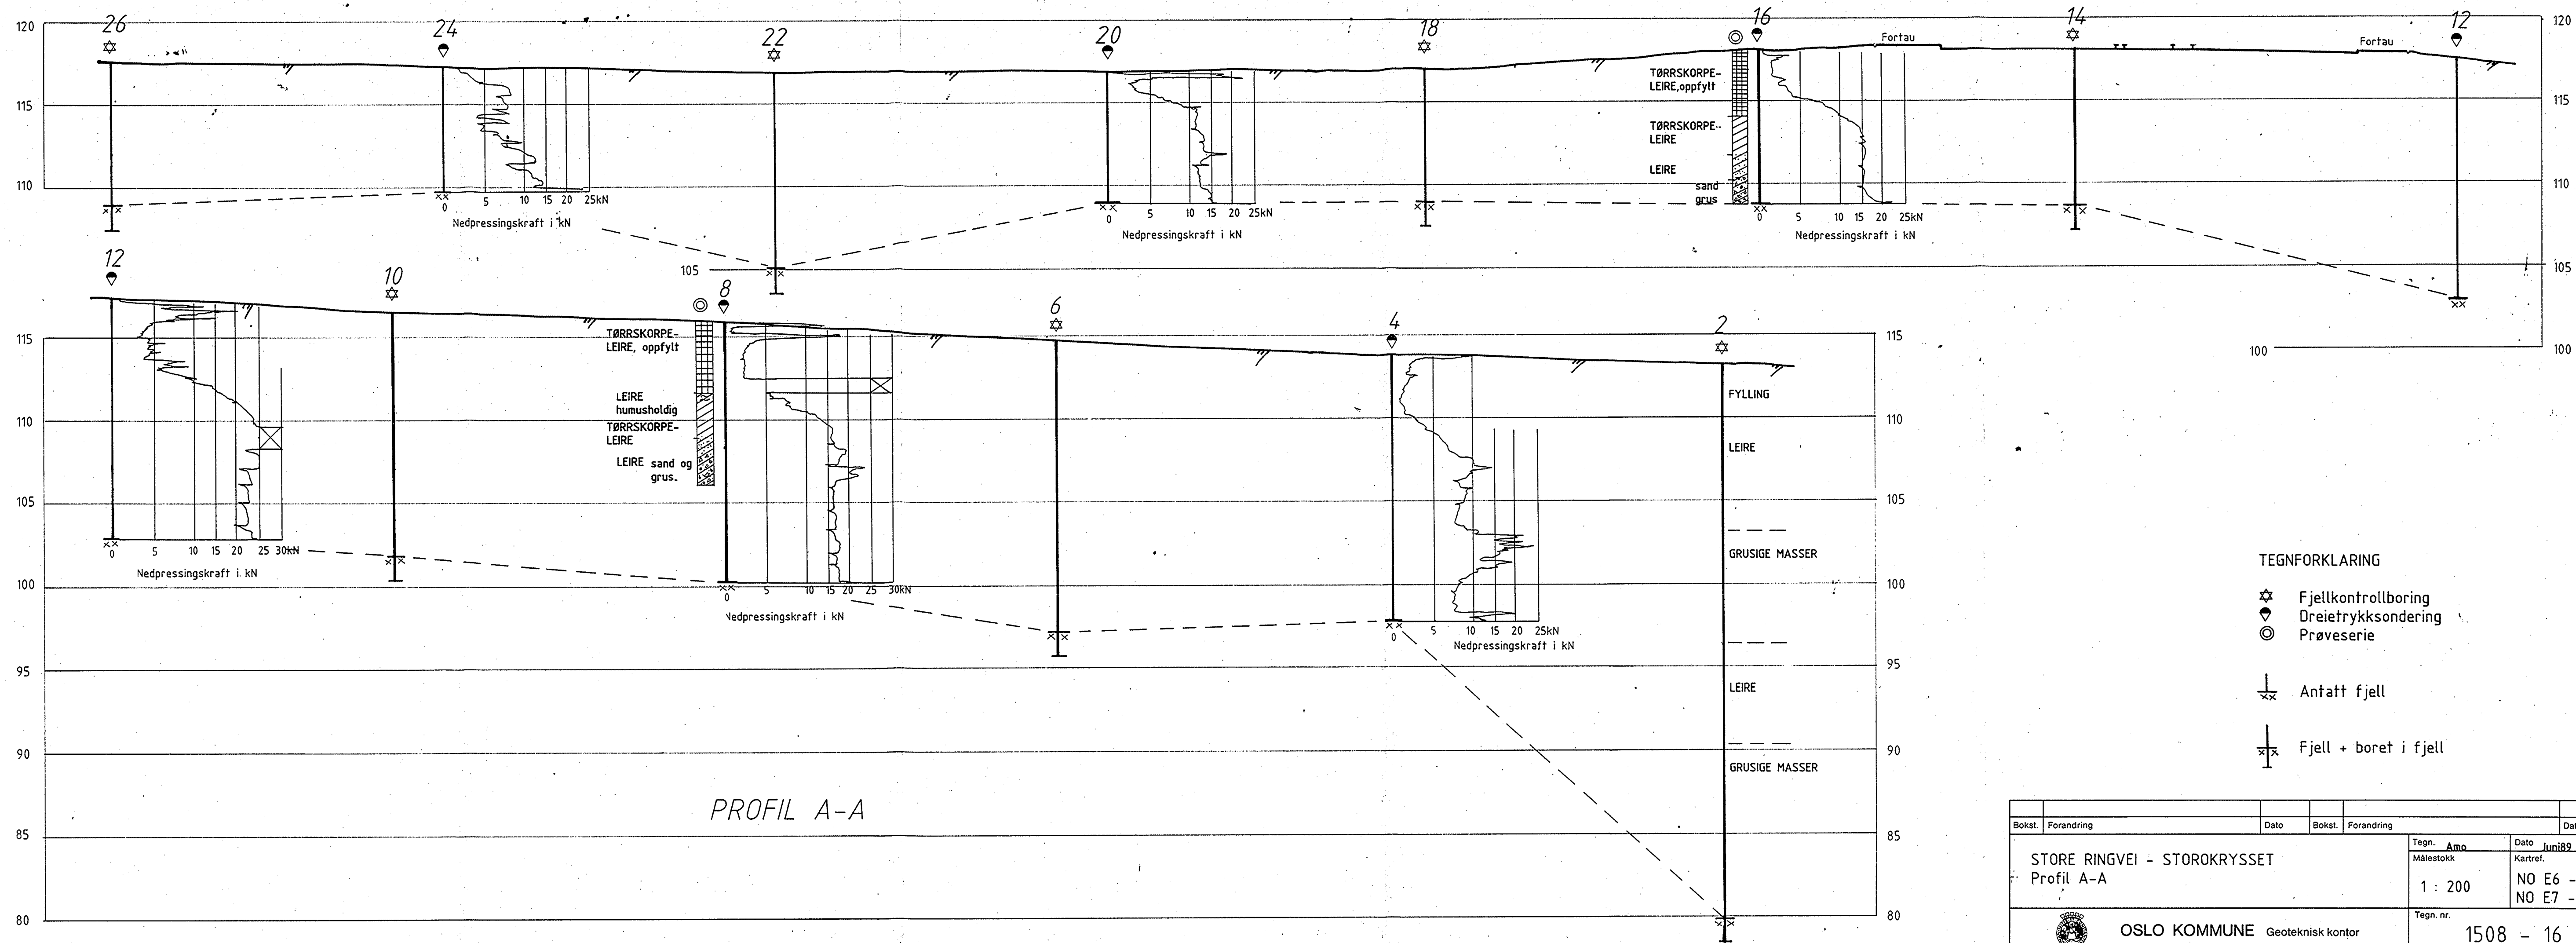 120
26
24
22
20
18
16
14
12
120
Fortau
Fortau
115
TØRRSKORPE-
LEIRE,oppfylt
115
TØRRSKORPE-
LEIRE
LEIRE
110
sand
grus
110
0 5 10 15 20 25kN
Nedpressingskraft i kN
0 5 10 15 20 25kN
Nedpressingskraft i kN
0 5 10 15 20 25kN
Nedpressingskraft i kN
105
105
100
100
12
10
8
6
4
2
115
115
TØRRSKORPE-
LEIRE, oppfylt
LEIRE
humusholdig
TØRRSKORPE-
LEIRE
LEIRE sand og
grus.
FYLLING
110
110
LEIRE
105
105
GRUSIGE MASSER
0 5 10 15 20 25 30kN
Nedpressingskraft i kN
100
100
0 5 10 15 20 25 30kN
Nedpressingskraft i kN
0 5 10 15 20 25kN
Nedpressingskraft i kN
95
95
LEIRE
90
90
GRUSIGE MASSER
PROFIL A-A
85
85
80
80
TEGNFORKLARING
Fjellkontrollboring
Dreietrykksondering
Prøveserie
Antatt fjell
Fjell + boret i fjell
Bokst. Forandring Dato Bokst. Forandring Dat
STORE RINGVEI - STOROKRYSSET
Profil A-A
Tegn. Amo
Dato Juni89
Målestokk
1 : 200
Kartref.
NO E6 -
NO E7 -
OSLO KOMMUNE Geoteknisk kontor
Tegn. nr.
1508 - 16